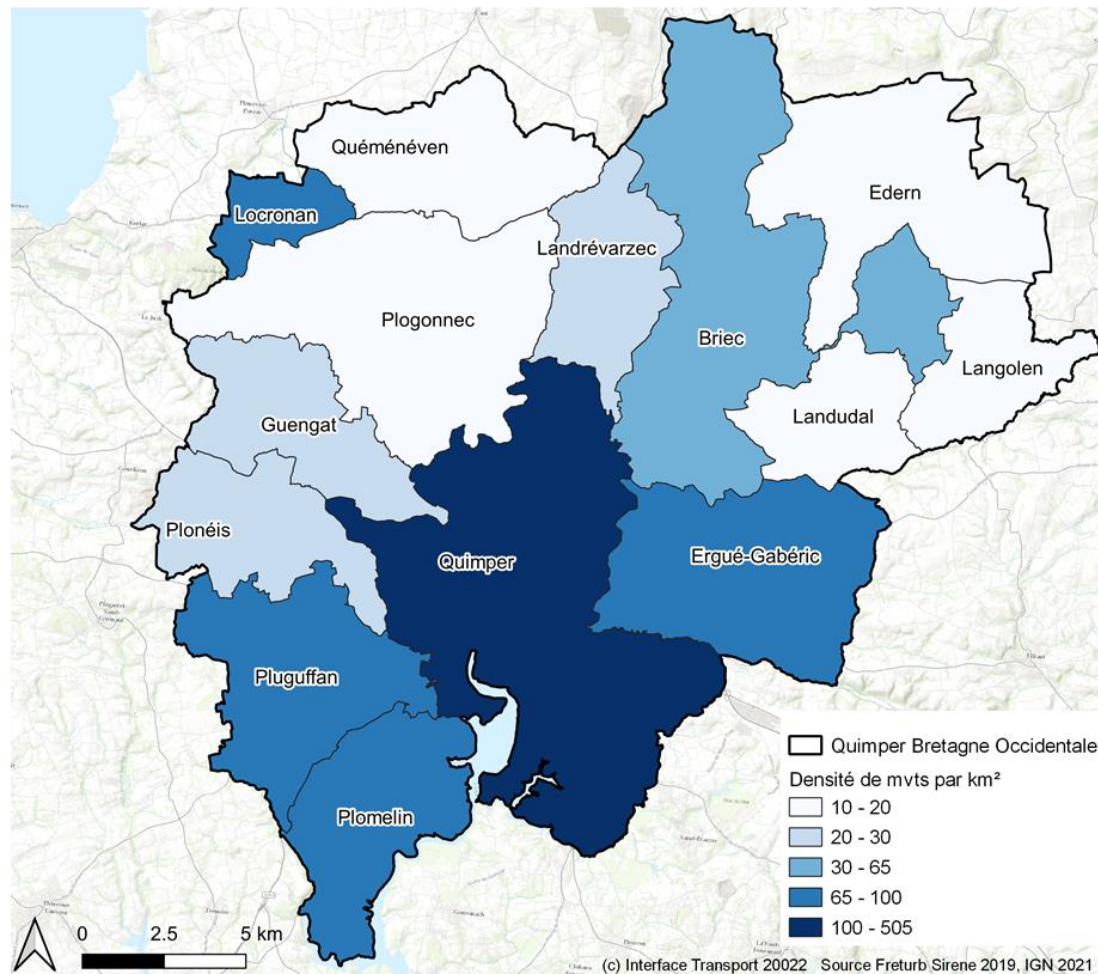 Quéménéven
Edern
Locronan
Landrévarzec
Plogonnec
Briec
Langolen
Landudal
Guengat
Plonéis
Quimper
Ergué-Gabéric
Pluguffan
Plomelin
Quimper Bretagne Occidentale
Densité de mvts par km²
10 - 20
20 - 30
30 - 65
65 - 100
100 - 505
0 2.5 5 km
(c) Interface Transport 20022 Source Freturb Sirene 2019, IGN 2021